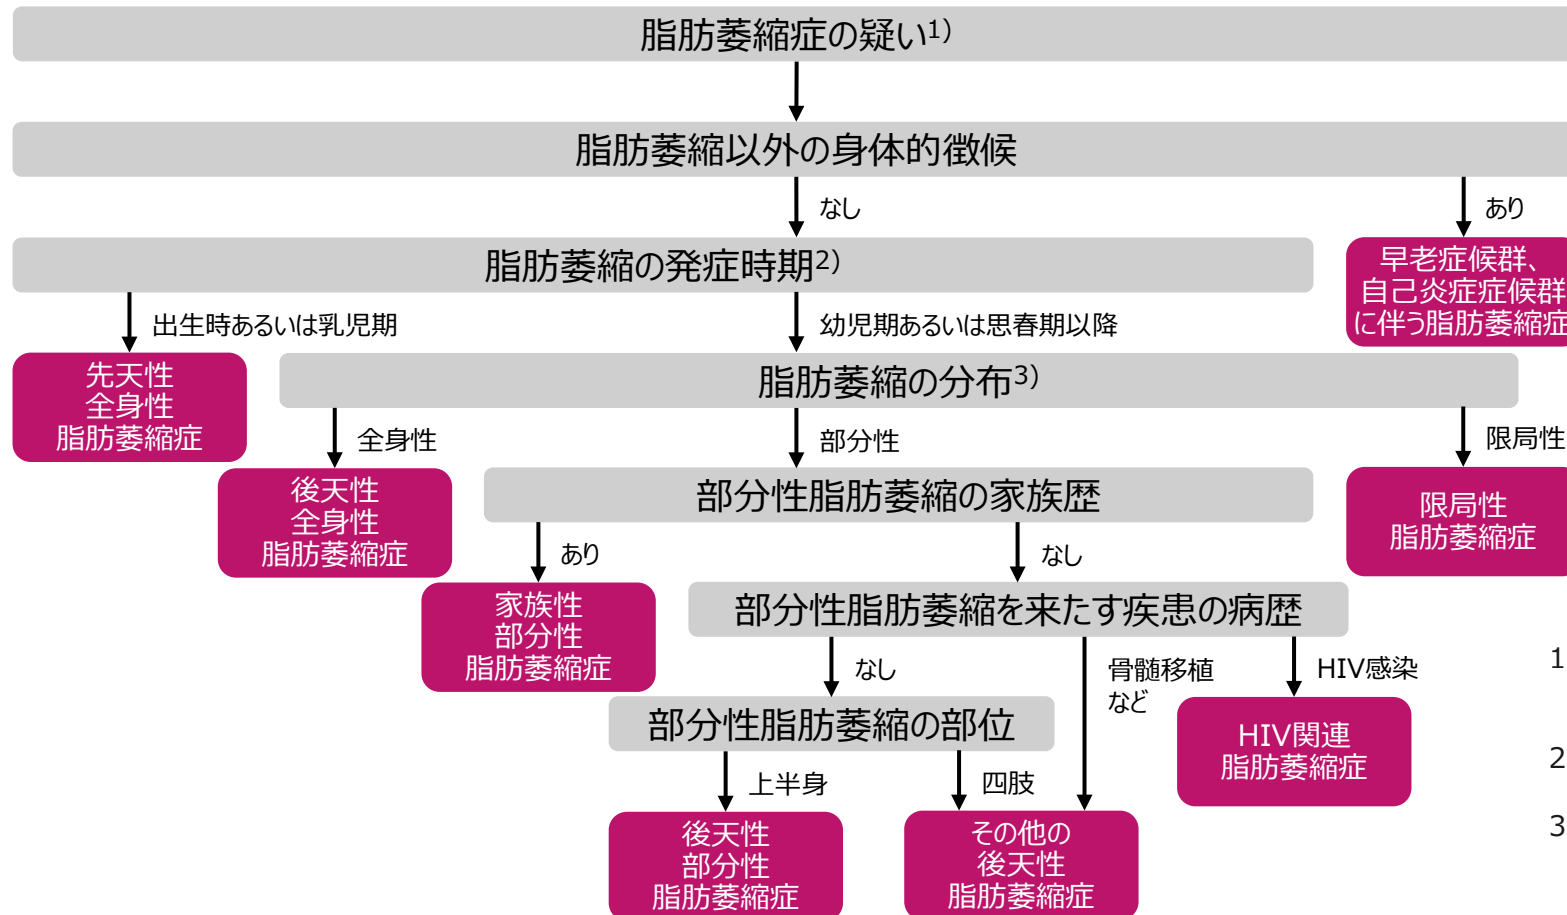 脂肪萎縮症の疑い1)
脂肪萎縮以外の身体的徴候
なし
あり
脂肪萎縮の発症時期2)
早老症候群、
自己炎症症候群
に伴う脂肪萎縮症
出生時あるいは乳児期
幼児期あるいは思春期以降
先天性
全身性
脂肪萎縮症
脂肪萎縮の分布3)
全身性
部分性
限局性
後天性
全身性
脂肪萎縮症
部分性脂肪萎縮の家族歴
限局性
脂肪萎縮症
あり
なし
家族性
部分性
脂肪萎縮症
部分性脂肪萎縮を来たす疾患の病歴
なし
骨髄移植
など
HIV感染
1
部分性脂肪萎縮の部位
HIV関連
脂肪萎縮症
2
上半身
四肢
3
後天性
部分性
脂肪萎縮症
その他の
後天性
脂肪萎縮症